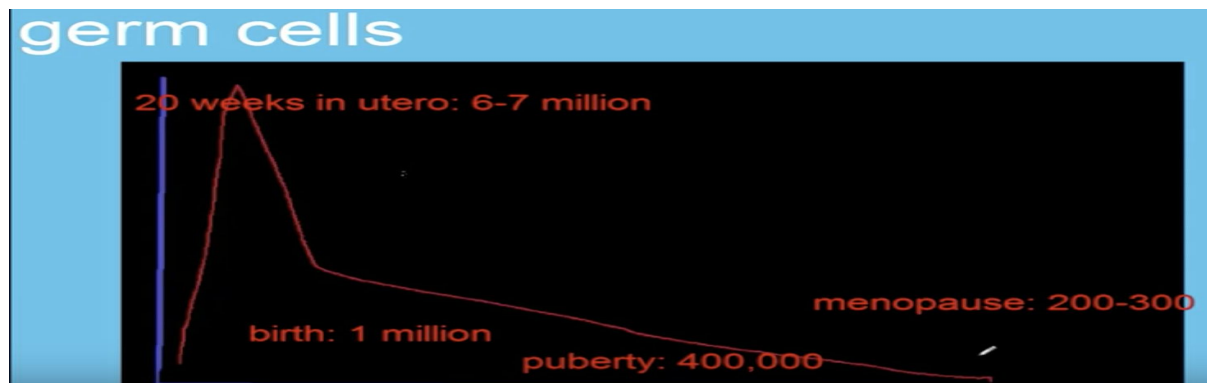 germ cells
20 weeks in utero: 6-7 million
menopause: 200-300
birth: 1 million
puberty: 400,000